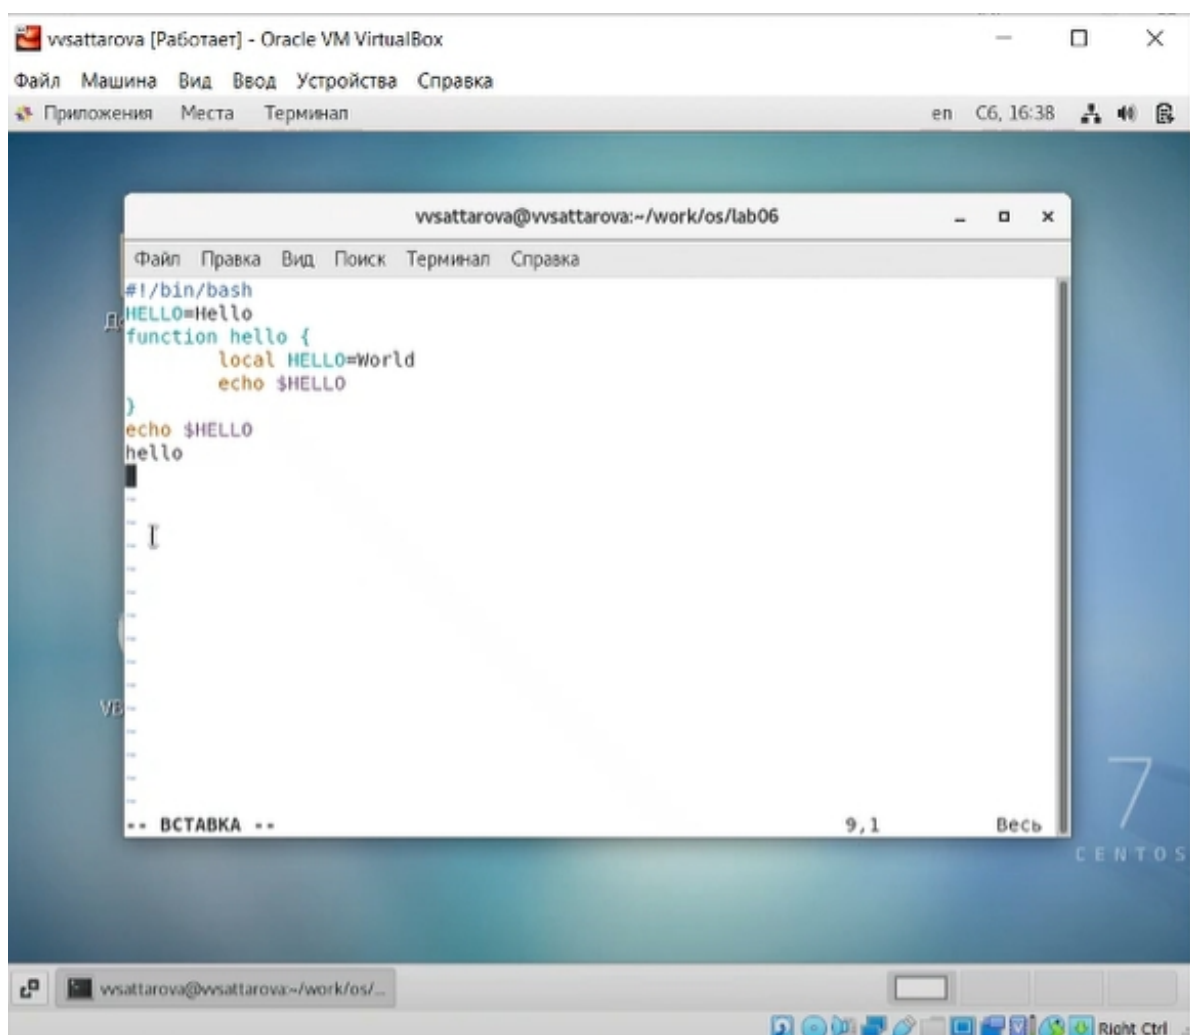 vvsattarova [Работает] - Oracle VM VirtualBox
Файл Машина Вид Ввод Устройства Справка
Приложения Места Терминал en Сб, 16:38
vvsattarova@vvsattarova:~/work/os/lab06
Файл Правка Вид Поиск Терминал Справка
#!/bin/bash
HELLO=Hello
function hello {
local HELLO=World
echo $HELLO
}
echo $HELLO
hello
~
~
~
~
~
~
~
~
~
~
~
~
~
~
-- ВСТАВКА -- 9,1 Весь
7
CENTOS
vvsattarova@vvsattarova:~/work/os/...
Right Ctrl